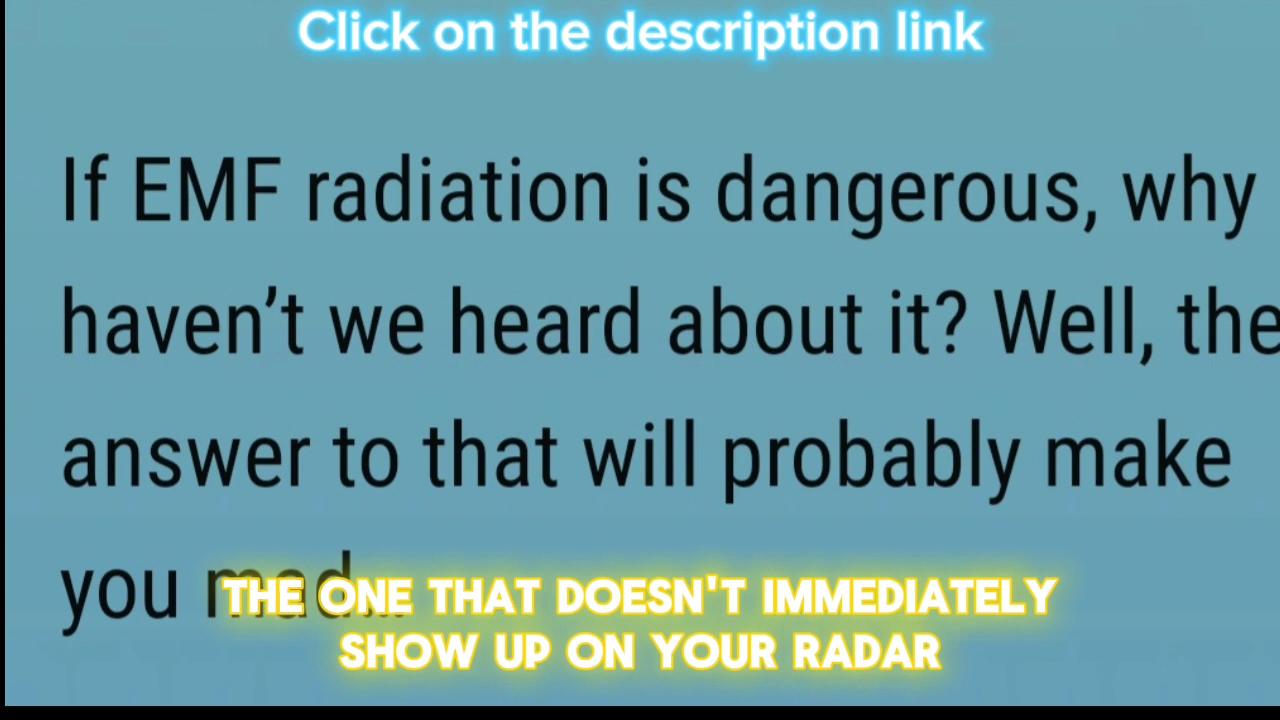 Click on the description link
If EMF radiation is dangerous, why
haven’t we heard about it? Well, the
answer to that will probably make
you mad...
THE ONE THAT DOESN'T IMMEDIATELY
SHOW UP ON YOUR RADAR